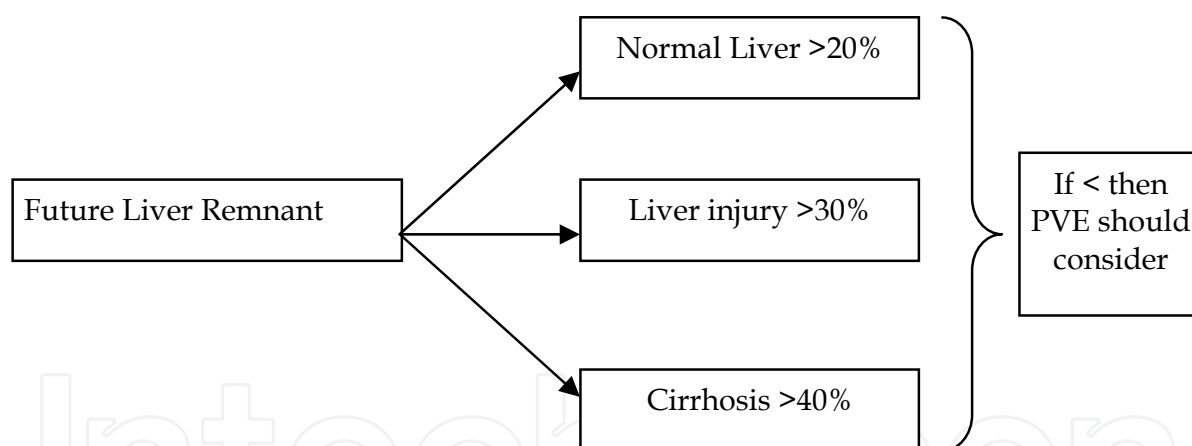 Normal Liver >20%
Future Liver Remnant
Liver injury >30%
If < then
PVE should
consider
Cirrhosis >40%